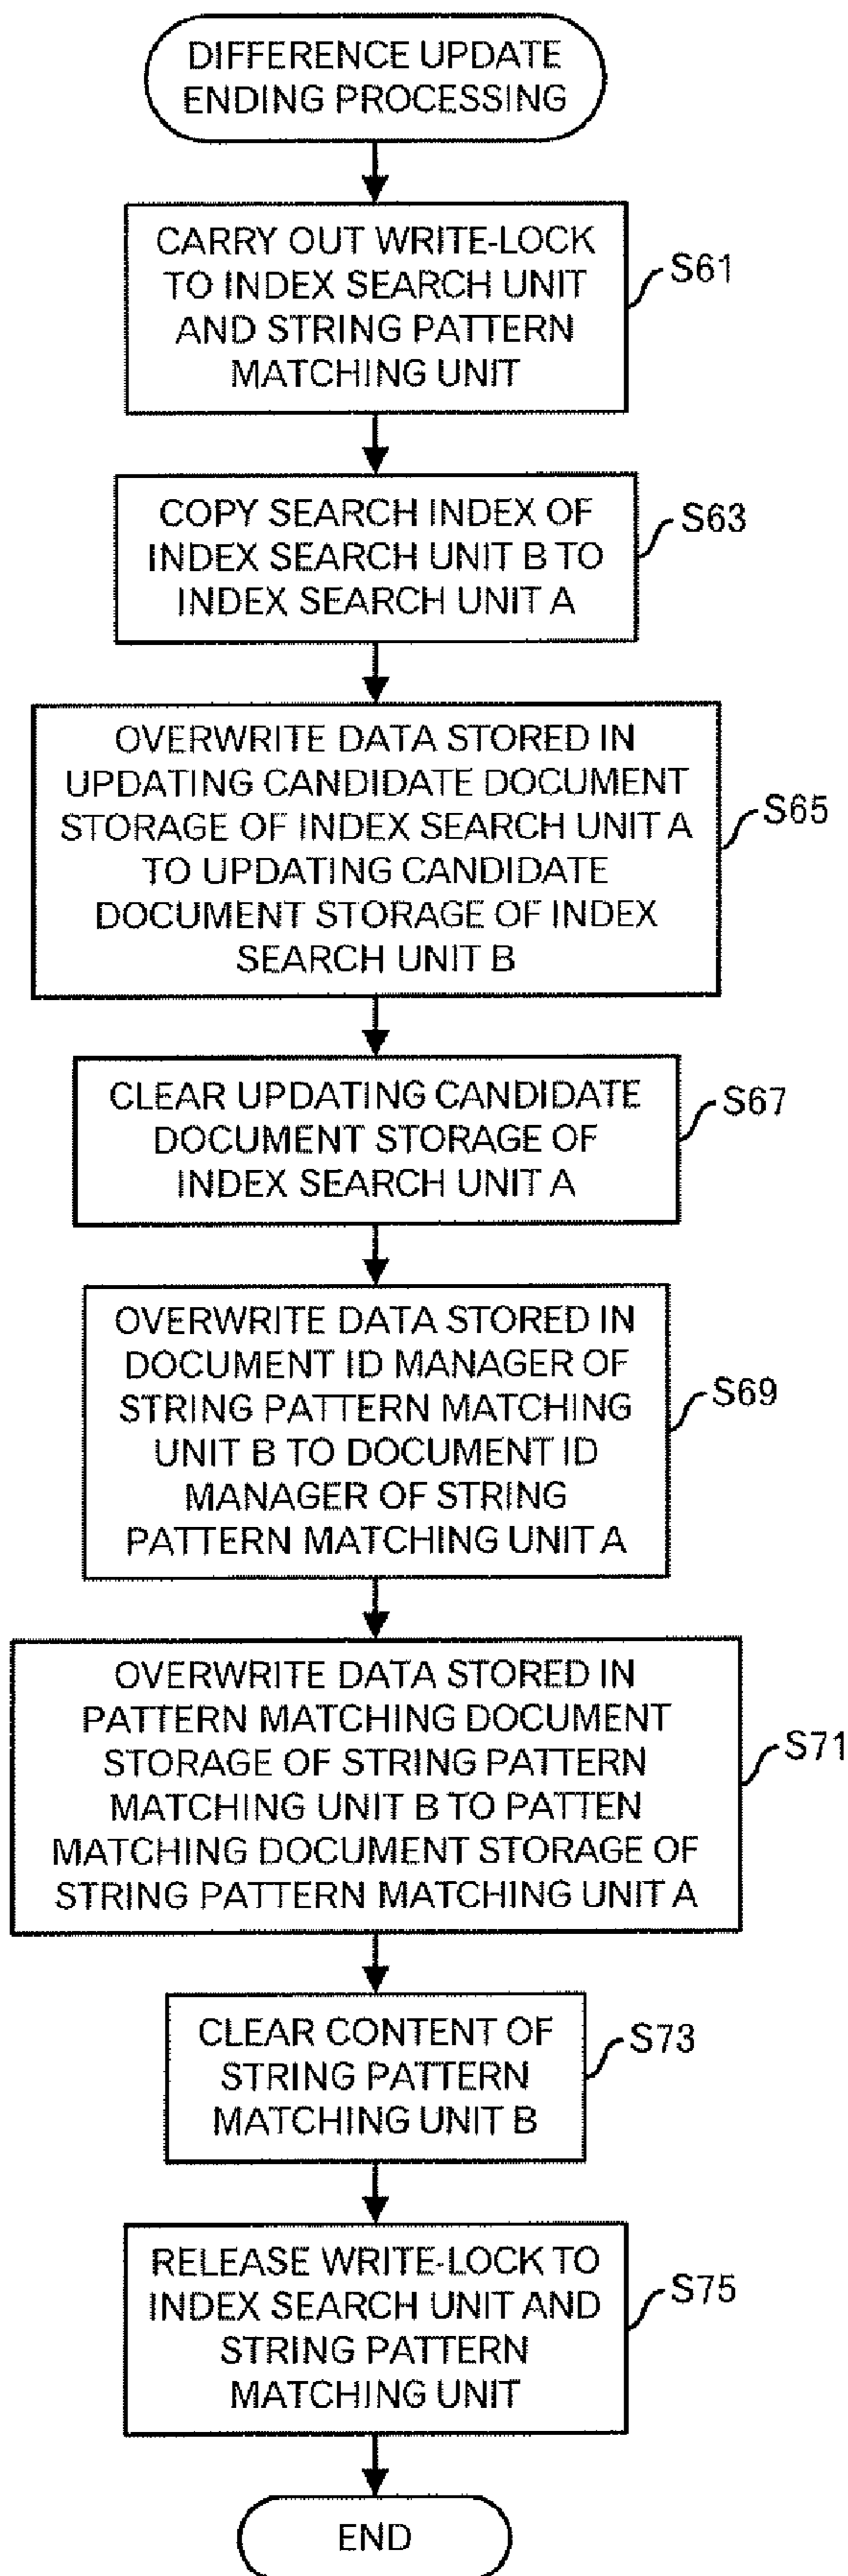 DIFFERENCE UPDATE
ENDING PROCESSING
CARRY OUT WRITE-LOCK
TO INDEX SEARCH UNIT
AND STRING PATTERN
MATCHING UNIT
S61
COPY SEARCH INDEX OF
INDEX SEARCH UNIT B TO
INDEX SEARCH UNIT A
S63
OVERWRITE DATA STORED IN
UPDATING CANDIDATE DOCUMENT
STORAGE OF INDEX SEARCH UNIT A
TO UPDATING CANDIDATE
DOCUMENT STORAGE OF INDEX
SEARCH UNIT B
S65
CLEAR UPDATING CANDIDATE
DOCUMENT STORAGE OF
INDEX SEARCH UNIT A
S67
OVERWRITE DATA STORED IN
DOCUMENT ID MANAGER OF
STRING PATTERN MATCHING
UNIT B TO DOCUMENT ID
MANAGER OF STRING
PATTERN MATCHING UNIT A
S69
OVERWRITE DATA STORED IN
PATTERN MATCHING DOCUMENT
STORAGE OF STRING PATTERN
MATCHING UNIT B TO PATTEN
MATCHING DOCUMENT STORAGE OF
STRING PATTERN MATCHING UNIT A
S71
CLEAR CONTENT OF
STRING PATTERN
MATCHING UNIT B
S73
RELEASE WRITE-LOCK TO
INDEX SEARCH UNIT AND
STRING PATTERN
MATCHING UNIT
S75
END